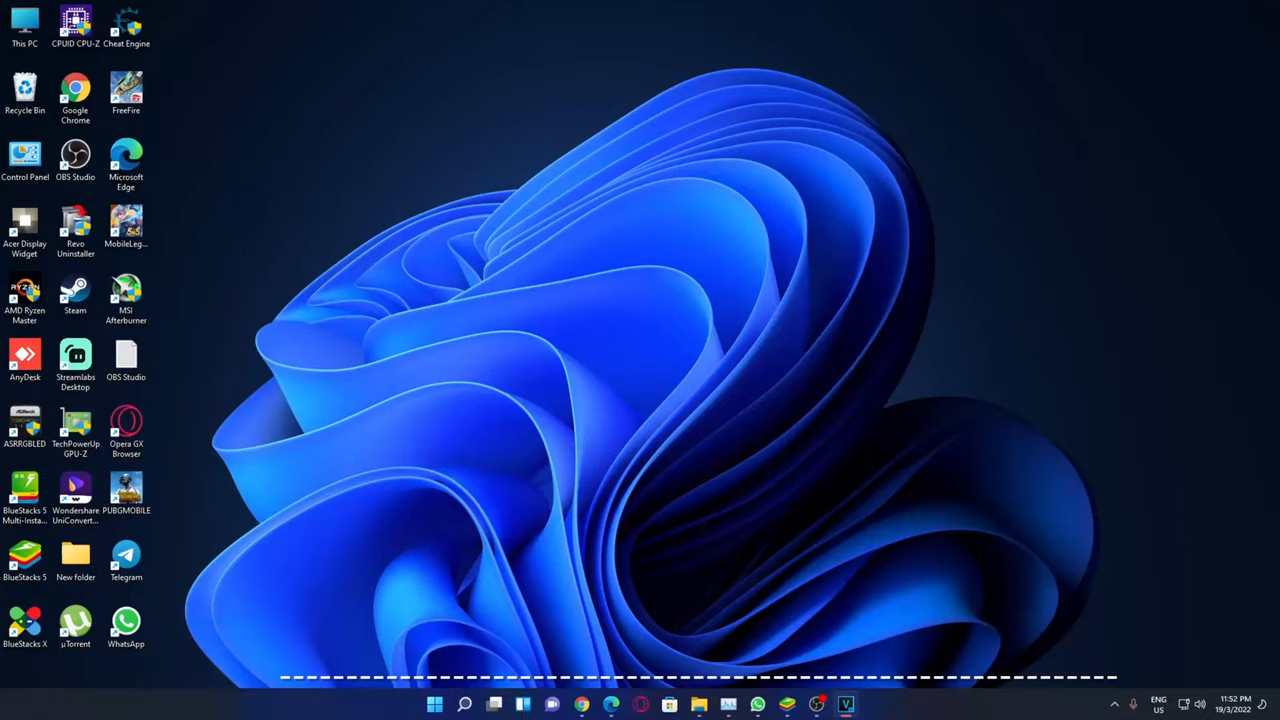 This PC
CPUID CPU-Z
Cheat Engine
Recycle Bin
Google
Chrome
FreeFire
Control Panel
OBS Studio
Microsoft
Edge
Acer Display
Widget
Revo
Uninstaller
MobileLeg...
RYZEN
AMD Ryzen
Master
Steam
MSI
Afterburner
AnyDesk
Streamlabs
Desktop
OBS Studio
ASRRGBLED
TechPowerUp
GPU-Z
Opera GX
Browser
BlueStacks 5
Multi-Insta...
Wondershare
UniConvert...
PUBGMOBILE
BlueStacks 5
New folder
Telegram
BlueStacks X
µTorrent
WhatsApp
ENG
US
11:52 PM
19/3/2022